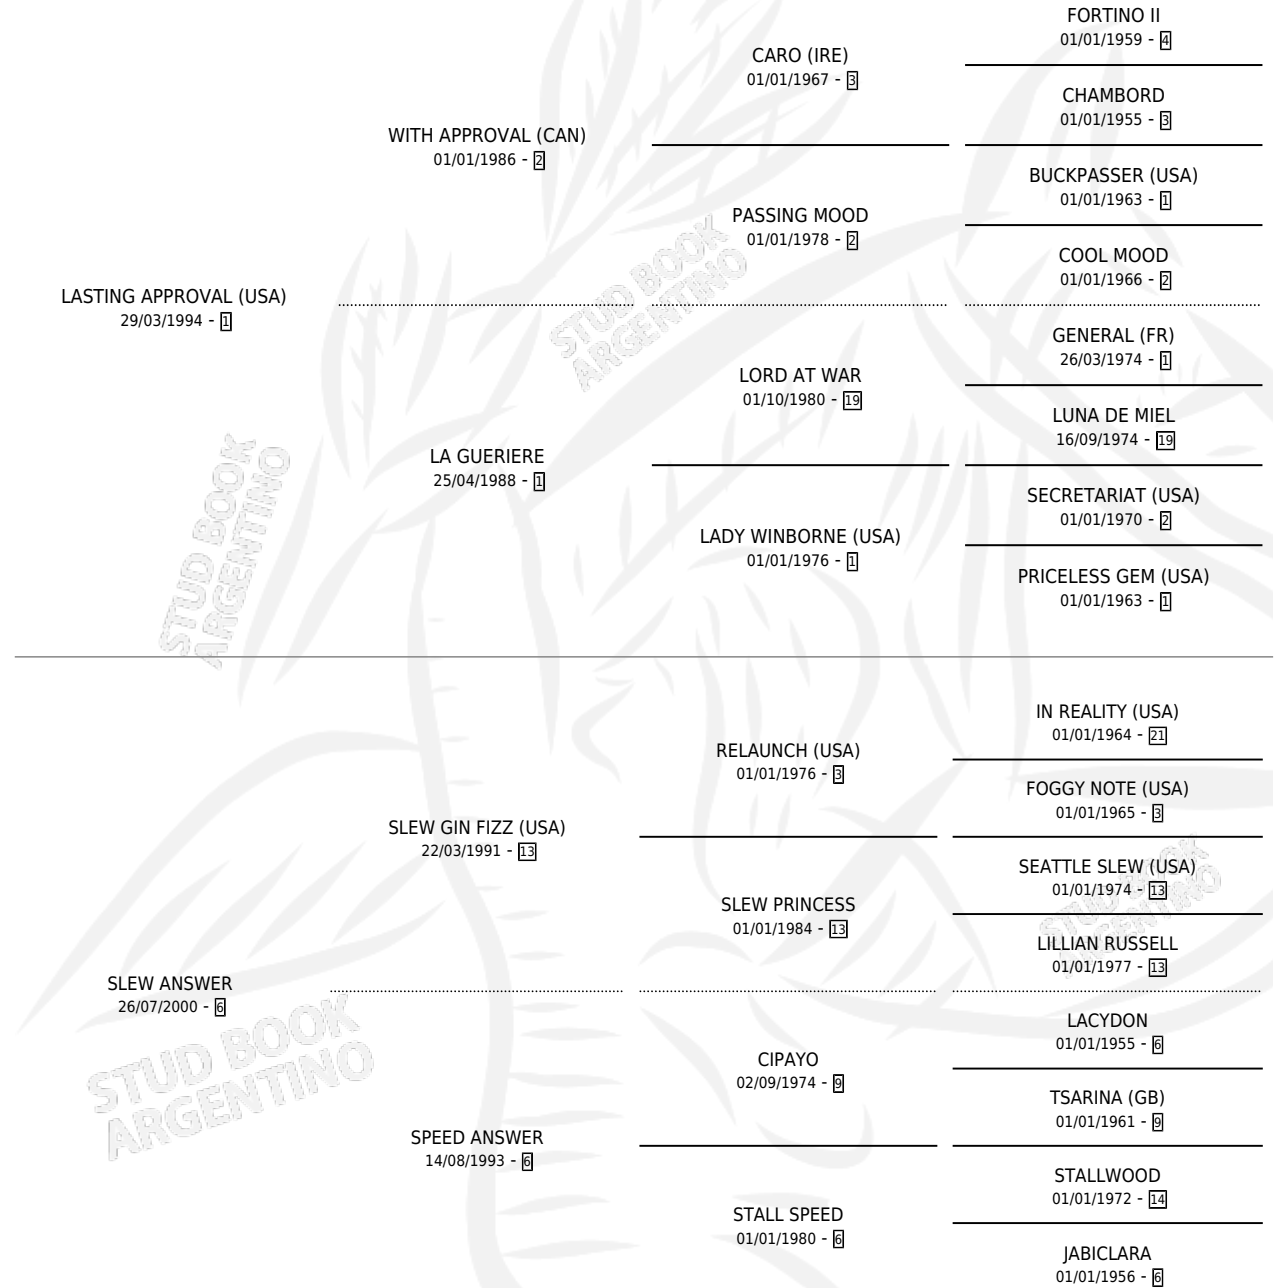 FORTINO II
01/01/1959 - 4
CARO (IRE)
01/01/1967 - 3
CHAMBORD
01/01/1955 - 3
WITH APPROVAL (CAN)
01/01/1986 - 2
BUCKPASSER (USA)
01/01/1963 - 1
PASSING MOOD
01/01/1978 - 2
COOL MOOD
01/01/1966 - 2
LASTING APPROVAL (USA)
29/03/1994 - 1
STUD BOOK
ARGENTINO
GENERAL (FR)
26/03/1974 - 1
LORD AT WAR
01/10/1980 - 19
LUNA DE MIEL
16/09/1974 - 19
LA GUERIERE
25/04/1988 - 1
SECRETARIAT (USA)
01/01/1970 - 2
LADY WINBORNE (USA)
01/01/1976 - 1
PRICELESS GEM (USA)
01/01/1963 - 1
STUD BOOK
ARGENTINO
IN REALITY (USA)
01/01/1964 - 21
RELAUNCH (USA)
01/01/1976 - 3
FOGGY NOTE (USA)
01/01/1965 - 3
SLEW GIN FIZZ (USA)
22/03/1991 - 13
SEATTLE SLEW (USA)
01/01/1974 - 13
SLEW PRINCESS
01/01/1984 - 13
STUD BOOK
ARGENTINO
LILLIAN RUSSELL
01/01/1977 - 13
SLEW ANSWER
26/07/2000 - 6
LACYDON
01/01/1955 - 6
CIPAYO
02/09/1974 - 9
TSARINA (GB)
01/01/1961 - 9
STUD BOOK
ARGENTINO
SPEED ANSWER
14/08/1993 - 6
STALLWOOD
01/01/1972 - 14
STALL SPEED
01/01/1980 - 6
JABICLARA
01/01/1956 - 6